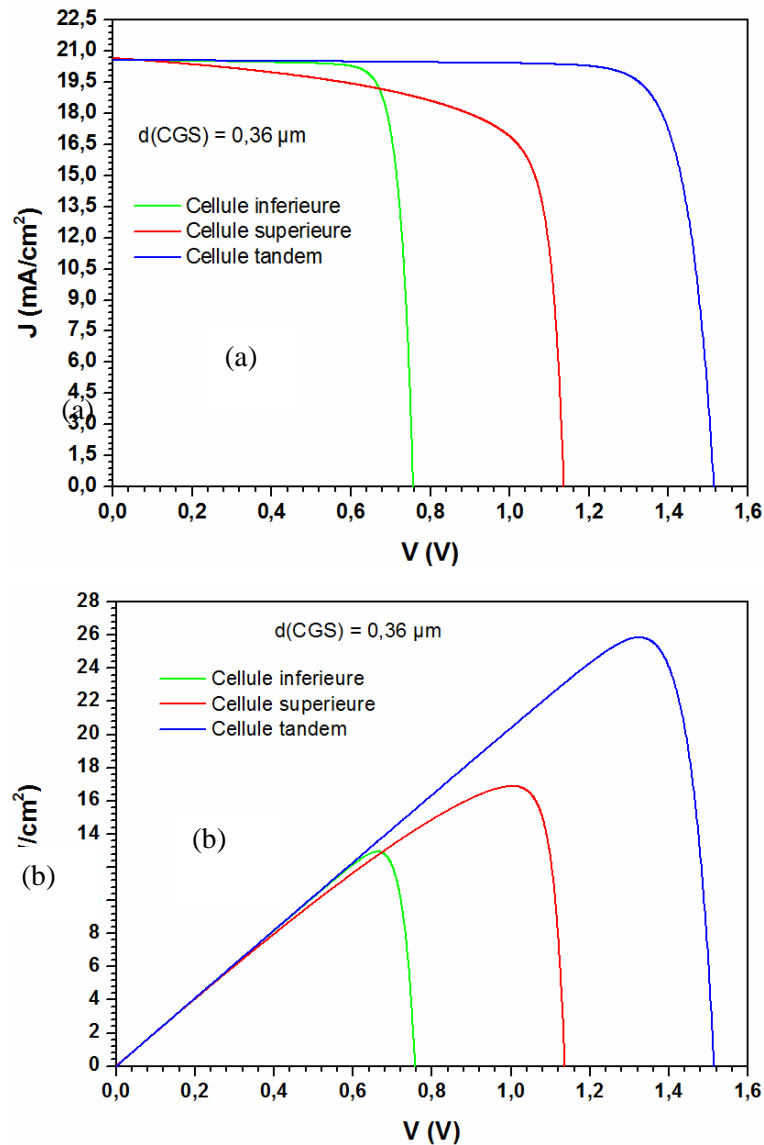 22,5
21,0
19,5
18,0
16,5
15,0
13,5
12,0
10,5
9,0
7,5
6,0
4,5
3,0
1,5
0,0
J (mA/cm²)
d(CGS) = 0,36 µm
Cellule inferieure
Cellule superieure
Cellule tandem
(a)
(a)
0,0 0,2 0,4 0,6 0,8 1,0 1,2 1,4 1,6
V (V)
28
26
24
22
20
18
16
14
8
6
4
2
0
/cm²)
d(CGS) = 0,36 µm
Cellule inferieure
Cellule superieure
Cellule tandem
(b)
(b)
0,0 0,2 0,4 0,6 0,8 1,0 1,2 1,4 1,6
V (V)